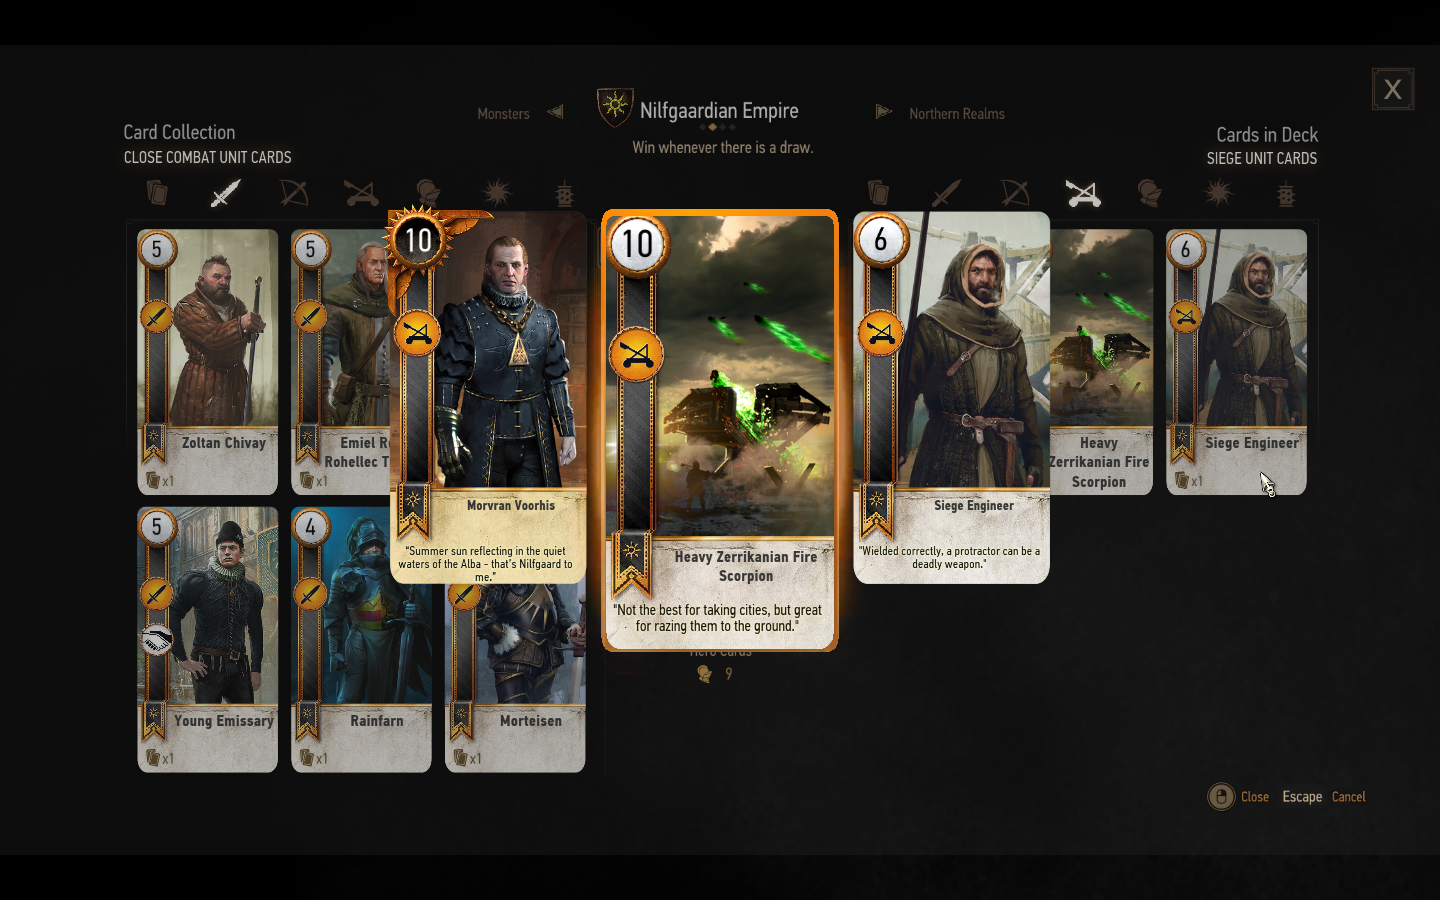 Nilfgaardian Empire
Monsters
Northern Realms
Win whenever there is a draw.
X
Card Collection
CLOSE COMBAT UNIT CARDS
Cards in Deck
SIEGE UNIT CARDS
5
Zoltan Chivay
x1
5
Emiel
Rohellec
x1
10
Morvran Voorhis
"Summer sun reflecting in the quiet
waters of the Alba - that's Nilfgaard to
me."
10
Heavy Zerrikanian Fire
Scorpion
"Not the best for taking cities, but great
for razing them to the ground."
6
Siege Engineer
"Wielded correctly, a protractor can be a
deadly weapon."
Heavy
Zerrikanian Fire
Scorpion
6
Siege Engineer
x1
5
Young Emissary
x1
4
Rainfarn
x1
Morteisen
x1
Hero Cards
9
Close
Escape
Cancel